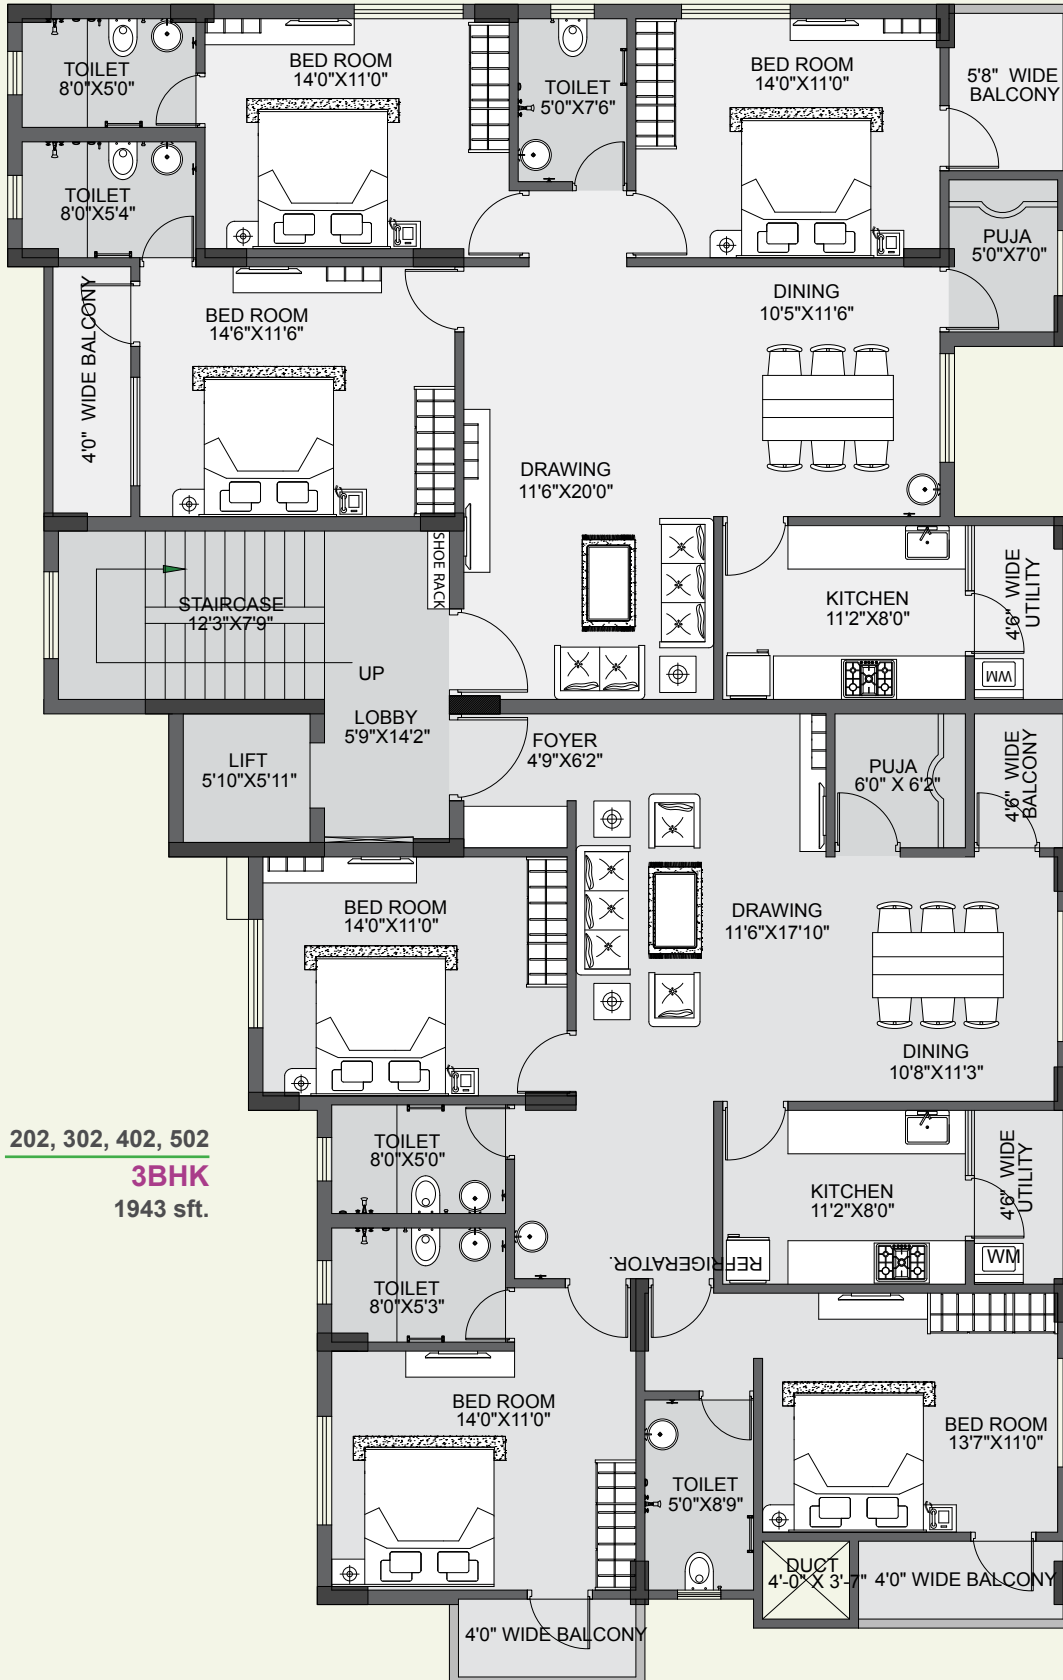 TOILET
8'0"X5'0"
BED ROOM
14'0"X11'0"
TOILET
5'0"X7'6"
BED ROOM
14'0"X11'0"
5'8" WIDE
BALCONY
TOILET
8'0"X5'4"
PUJA
5'0"X7'0"
4'0" WIDE BALCONY
BED ROOM
14'6"X11'6"
DINING
10'5"X11'6"
DRAWING
11'6"X20'0"
SHOE RACK
STAIRCASE
12'3"X7'9"
UP
KITCHEN
11'2"X8'0"
4'6" WIDE
UTILITY
WM
LOBBY
5'9"X14'2"
LIFT
5'10"X5'11"
FOYER
4'9"X6'2"
PUJA
6'0" X 6'2"
4'6" WIDE
BALCONY
BED ROOM
14'0"X11'0"
DRAWING
11'6"X17'10"
DINING
10'8"X11'3"
202, 302, 402, 502
3BHK
1943 sft.
TOILET
8'0"X5'0"
KITCHEN
11'2"X8'0"
4'6" WIDE
UTILITY
REFRIGERATOR.
WM
TOILET
8'0"X5'3"
BED ROOM
14'0"X11'0"
BED ROOM
13'7"X11'0"
TOILET
5'0"X8'9"
DUCT
4'-0" X 3'-7"
4'0" WIDE BALCONY
4'0" WIDE BALCONY